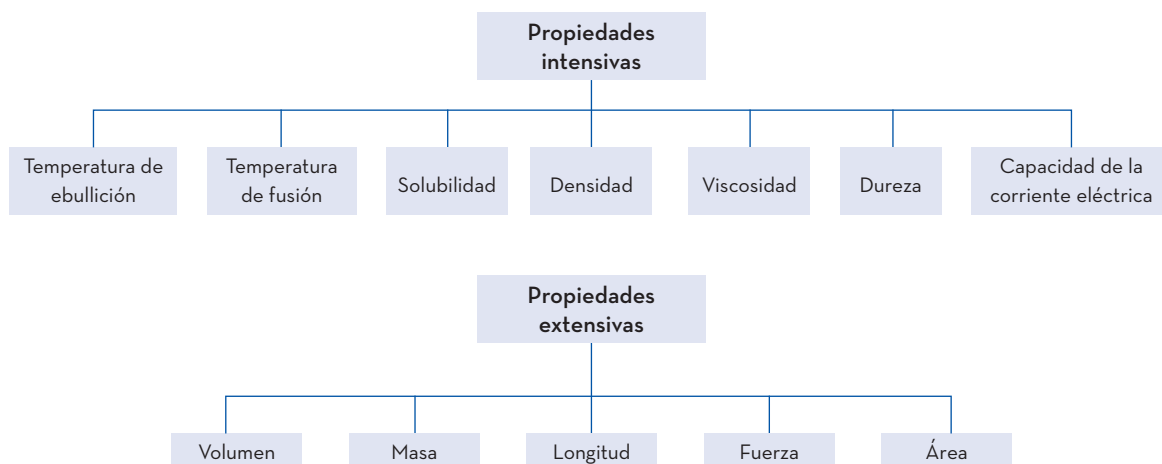 Propiedades
intensivas
Temperatura de
ebullición
Temperatura
de fusión
Solubilidad
Densidad
Viscosidad
Dureza
Capacidad de la
corriente eléctrica
Propiedades
extensivas
Volumen
Masa
Longitud
Fuerza
Área